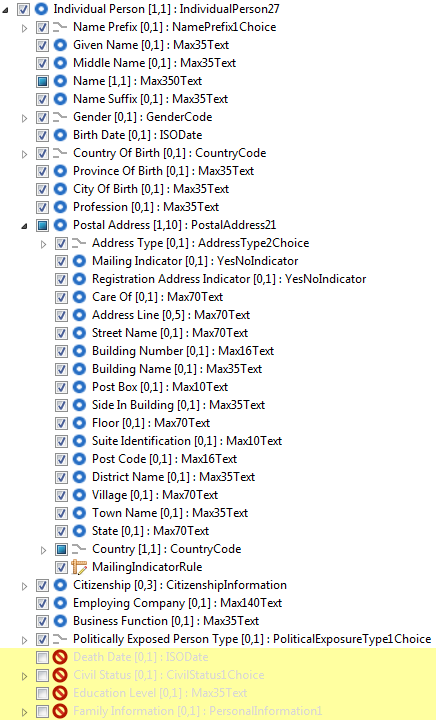 Individual Person [1,1] : IndividualPerson27
Name Prefix [0,1] : NamePrefix1Choice
Given Name [0,1] : Max35Text
Middle Name [0,1] : Max35Text
Name [1,1] : Max350Text
Name Suffix [0,1] : Max35Text
Gender [0,1] : GenderCode
Birth Date [0,1] : ISODate
Country Of Birth [0,1] : CountryCode
Province Of Birth [0,1] : Max35Text
City Of Birth [0,1] : Max35Text
Profession [0,1] : Max35Text
Postal Address [1,10] : PostalAddress21
Address Type [0,1] : AddressType2Choice
Mailing Indicator [0,1] : YesNoIndicator
Registration Address Indicator [0,1] : YesNoIndicator
Care Of [0,1] : Max70Text
Address Line [0,5] : Max70Text
Street Name [0,1] : Max70Text
Building Number [0,1] : Max16Text
Building Name [0,1] : Max35Text
Post Box [0,1] : Max10Text
Side In Building [0,1] : Max35Text
Floor [0,1] : Max70Text
Suite Identification [0,1] : Max10Text
Post Code [0,1] : Max16Text
District Name [0,1] : Max35Text
Village [0,1] : Max70Text
Town Name [0,1] : Max35Text
State [0,1] : Max70Text
Country [1,1] : CountryCode
MailingIndicatorRule
Citizenship [0,3] : CitizenshipInformation
Employing Company [0,1] : Max140Text
Business Function [0,1] : Max35Text
Politically Exposed Person Type [0,1] : PoliticalExposureType1Choice
Death Date [0,1] : ISODate
Civil Status [0,1] : CivilStatus1Choice
Education Level [0,1] : Max35Text
Family Information [0,1] : PersonalInformation1